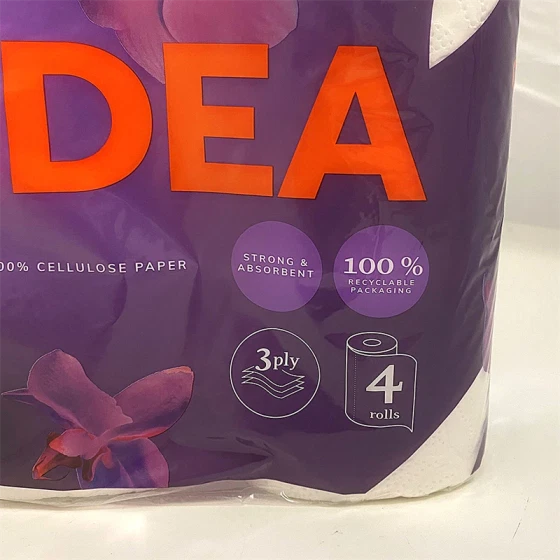 DEA
00% CELLULOSE PAPER
STRONG &
ABSORBENT
100 %
RECYCLABLE
PACKAGING
3ply
4
rolls